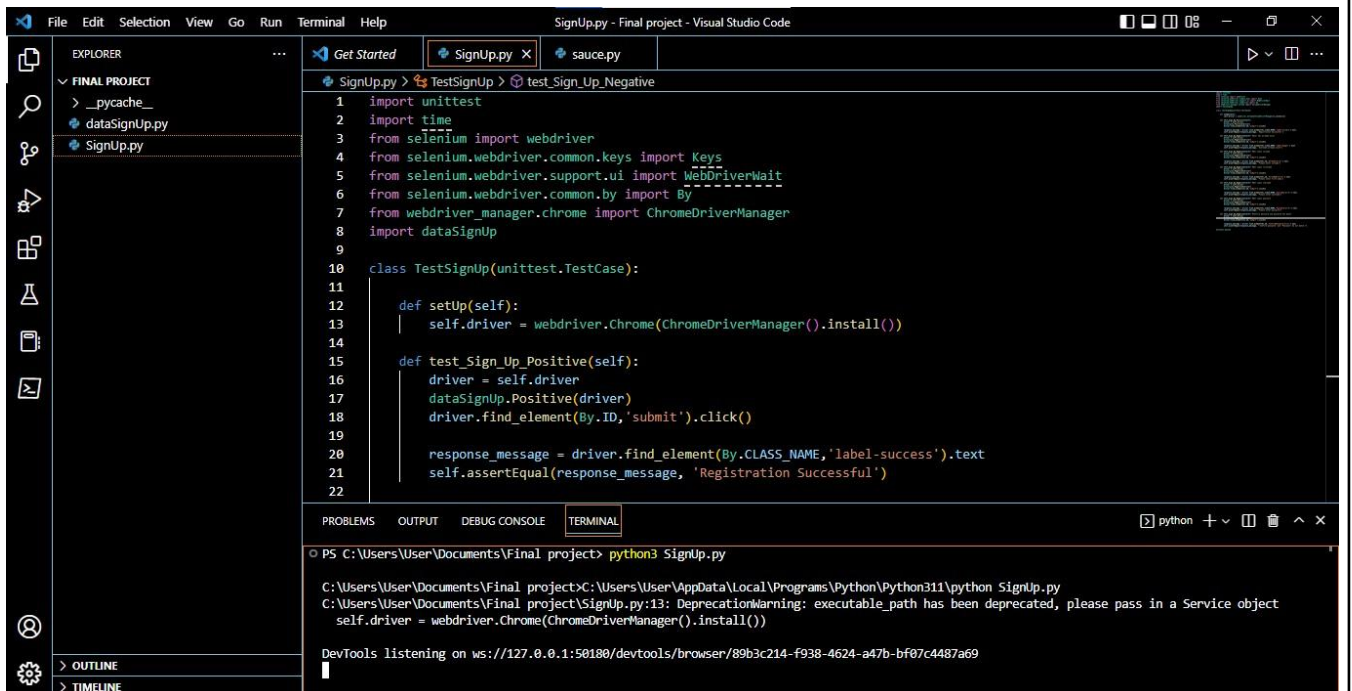 File Edit Selection View Go Run Terminal Help
SignUp.py - Final project - Visual Studio Code
EXPLORER
FINAL PROJECT
__pycache__
dataSignUp.py
SignUp.py
OUTLINE
TIMELINE
Get Started
SignUp.py
sauce.py
SignUp.py > TestSignUp > test_Sign_Up_Negative
1 import unittest
2 import time
3 from selenium import webdriver
4 from selenium.webdriver.common.keys import Keys
5 from selenium.webdriver.support.ui import WebDriverWait
6 from selenium.webdriver.common.by import By
7 from webdriver_manager.chrome import ChromeDriverManager
8 import dataSignUp
9
10 class TestSignUp(unittest.TestCase):
11
12 def setUp(self):
13 self.driver = webdriver.Chrome(ChromeDriverManager().install())
14
15 def test_Sign_Up_Positive(self):
16 driver = self.driver
17 dataSignUp.Positive(driver)
18 driver.find_element(By.ID,'submit').click()
19
20 response_message = driver.find_element(By.CLASS_NAME,'label-success').text
21 self.assertEqual(response_message, 'Registration Successful')
22
PROBLEMS OUTPUT DEBUG CONSOLE TERMINAL
python
PS C:\Users\User\Documents\Final project> python3 SignUp.py
C:\Users\User\Documents\Final project>C:\Users\User\AppData\Local\Programs\Python\Python311\python SignUp.py
C:\Users\User\Documents\Final project\SignUp.py:13: DeprecationWarning: executable_path has been deprecated, please pass in a Service object
self.driver = webdriver.Chrome(ChromeDriverManager().install())
DevTools listening on ws://127.0.0.1:50180/devtools/browser/89b3c214-f938-4624-a47b-bf07c4487a69